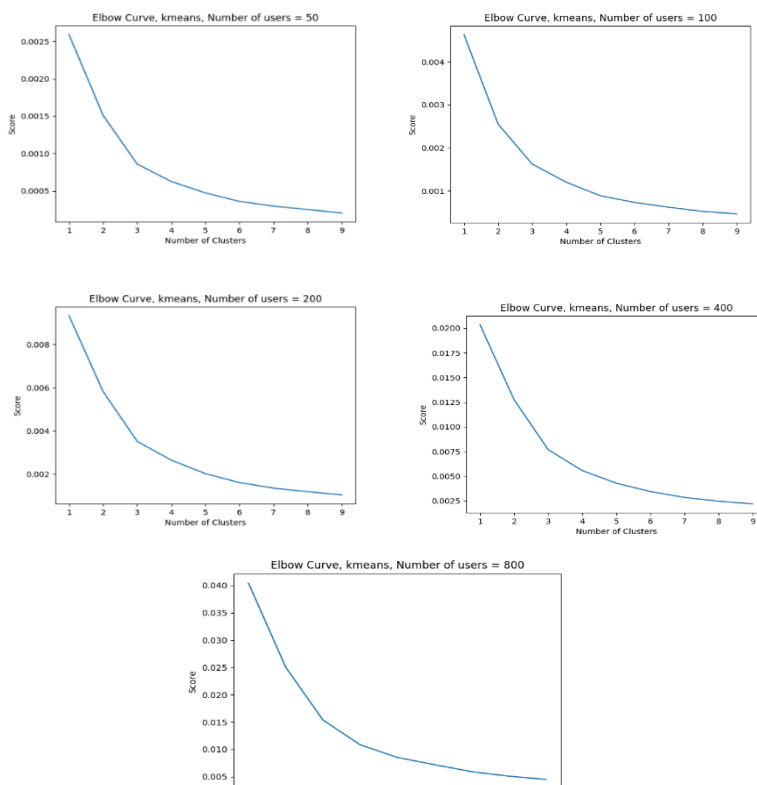 Elbow Curve, kmeans, Number of users = 50
0.0025
0.0020
0.0015
0.0010
0.0005
Score
1 2 3 4 5 6 7 8 9
Number of Clusters
Elbow Curve, kmeans, Number of users = 100
0.004
0.003
0.002
0.001
Score
1 2 3 4 5 6 7 8 9
Number of Clusters
Elbow Curve, kmeans, Number of users = 200
0.008
0.006
0.004
0.002
Score
1 2 3 4 5 6 7 8 9
Number of Clusters
Elbow Curve, kmeans, Number of users = 400
0.0200
0.0175
0.0150
0.0125
0.0100
0.0075
0.0050
0.0025
Score
1 2 3 4 5 6 7 8 9
Number of Clusters
Elbow Curve, kmeans, Number of users = 800
0.040
0.035
0.030
0.025
0.020
0.015
0.010
0.005
Score